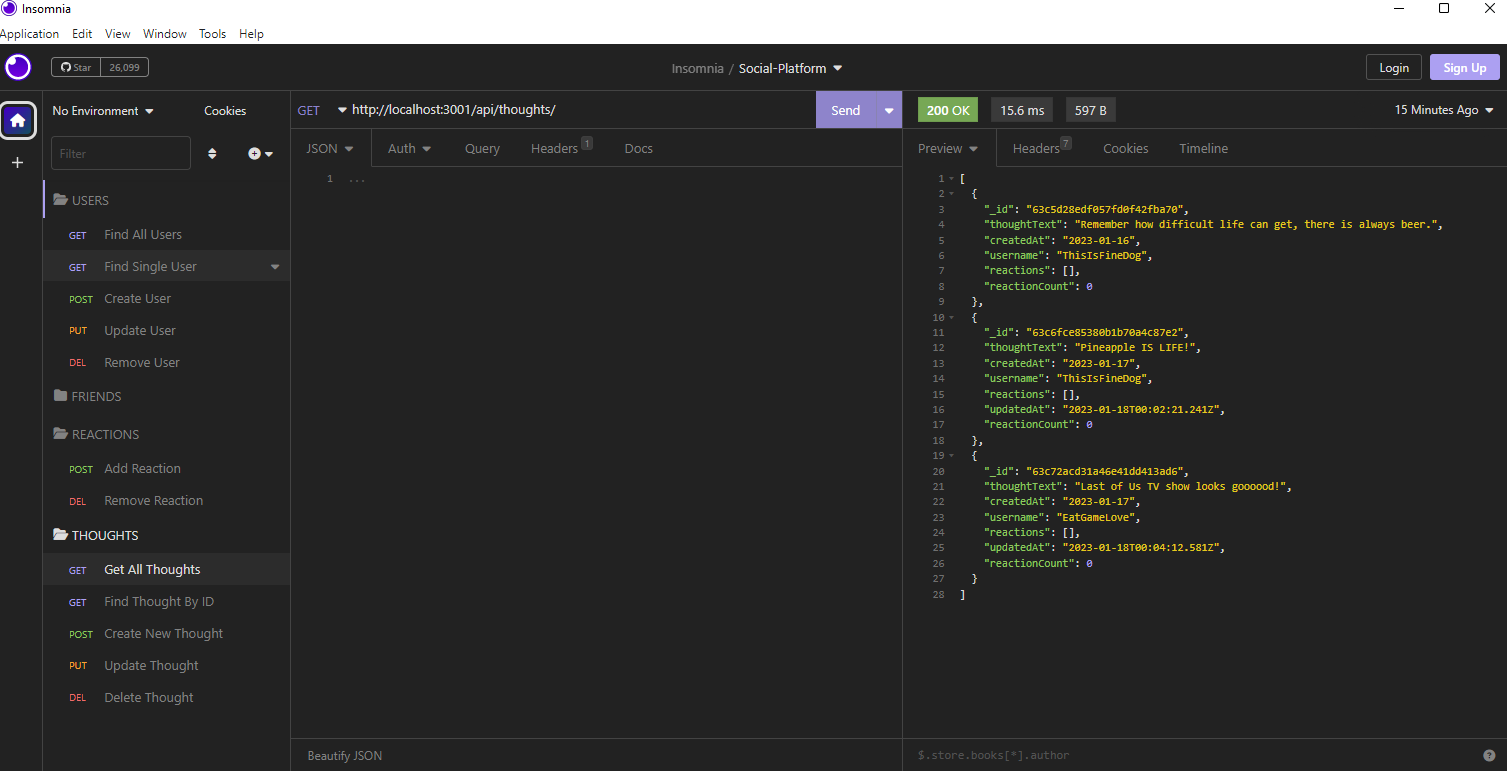 Insomnia
Application Edit View Window Tools Help
Star 26,099
Insomnia / Social-Platform
Login Sign Up
No Environment Cookies
Filter
USERS
GET Find All Users
GET Find Single User
POST Create User
PUT Update User
DEL Remove User
FRIENDS
REACTIONS
POST Add Reaction
DEL Remove Reaction
THOUGHTS
GET Get All Thoughts
GET Find Thought By ID
POST Create New Thought
PUT Update Thought
DEL Delete Thought
GET http://localhost:3001/api/thoughts/ Send
JSON Auth Query Headers 1 Docs
1 ...
Beautify JSON
200 OK 15.6 ms 597 B 15 Minutes Ago
Preview Headers 7 Cookies Timeline
1 [
2 {
3 "_id": "63c5d28edf057fd0f42fba70",
4 "thoughtText": "Remember how difficult life can get, there is always beer.",
5 "createdAt": "2023-01-16",
6 "username": "ThisIsFineDog",
7 "reactions": [],
8 "reactionCount": 0
9 },
10 {
11 "_id": "63c6fce85380b1b70a4c87e2",
12 "thoughtText": "Pineapple IS LIFE!",
13 "createdAt": "2023-01-17",
14 "username": "ThisIsFineDog",
15 "reactions": [],
16 "updatedAt": "2023-01-18T00:02:21.241Z",
17 "reactionCount": 0
18 },
19 {
20 "_id": "63c72acd31a46e41dd413ad6",
21 "thoughtText": "Last of Us TV show looks goooood!",
22 "createdAt": "2023-01-17",
23 "username": "EatGameLove",
24 "reactions": [],
25 "updatedAt": "2023-01-18T00:04:12.581Z",
26 "reactionCount": 0
27 }
28 ]
$.store.books[*].author